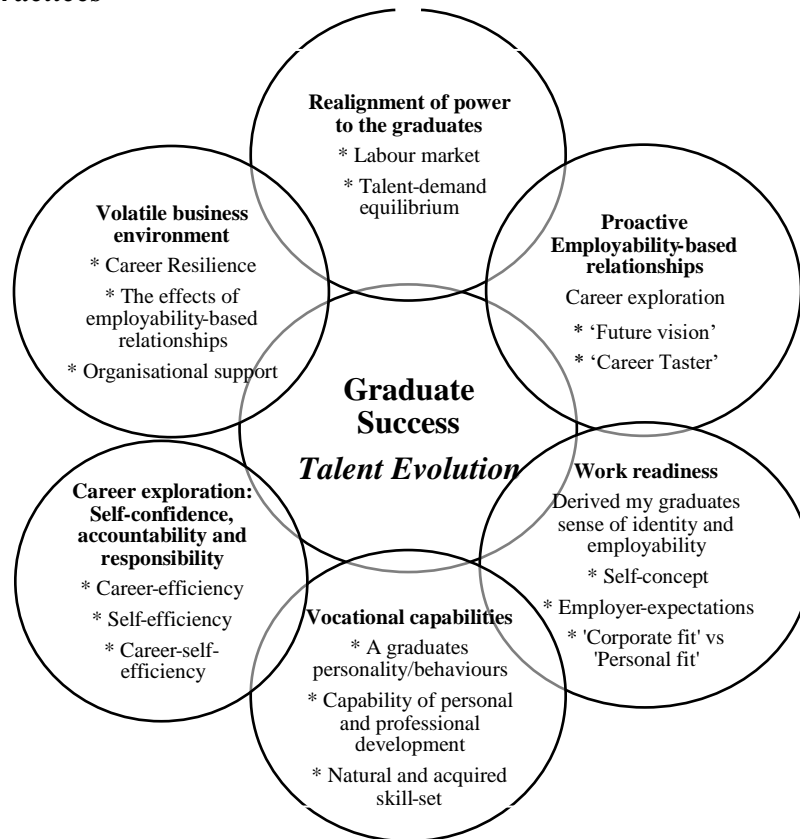 Realignment of power
to the graduates
* Labour market
* Talent-demand
equilibrium
Proactive
Employability-based
relationships
Career exploration
* ‘Future vision’
* ‘Career Taster’
Work readiness
Derived my graduates
sense of identity and
employability
* Self-concept
* Employer-expectations
* 'Corporate fit' vs
'Personal fit'
Vocational capabilities
* A graduates
personality/behaviours
* Capability of personal
and professional
development
* Natural and acquired
skill-set
Career exploration:
Self-confidence,
accountability and
responsibility
* Career-efficiency
* Self-efficiency
* Career-self-
efficiency
Volatile business
environment
* Career Resilience
* The effects of
employability-based
relationships
* Organisational support
Graduate
Success
Talent Evolution